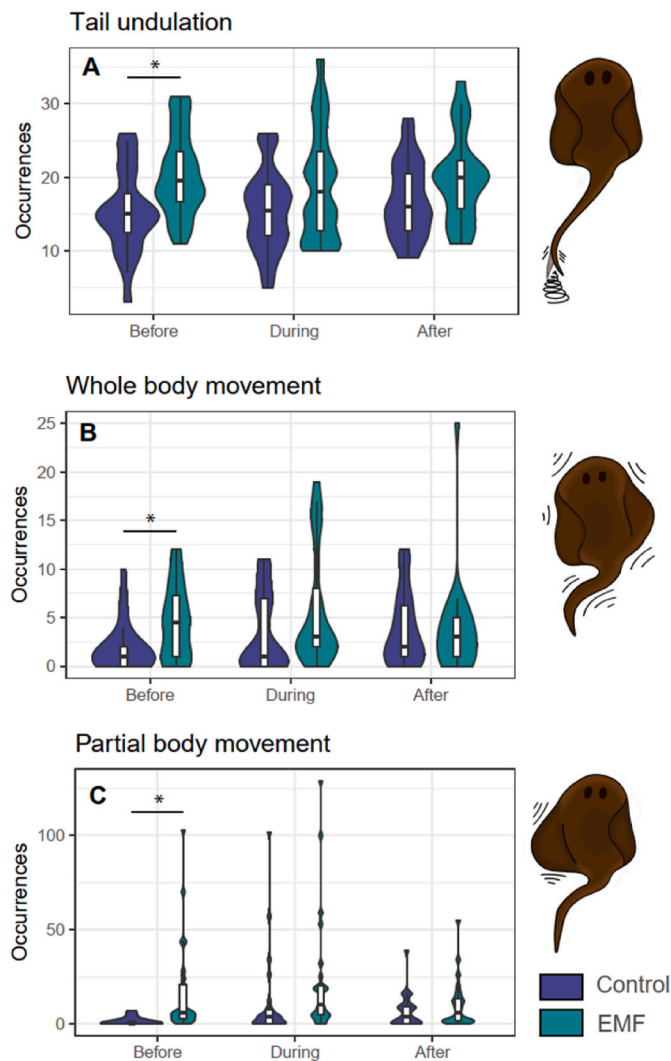 Tail undulation
A
*
Occurrences
30
20
10
Before During After
Whole body movement
B
*
Occurrences
25
20
15
10
5
0
Before During After
Partial body movement
C
*
Occurrences
100
50
0
Before During After
Control
EMF